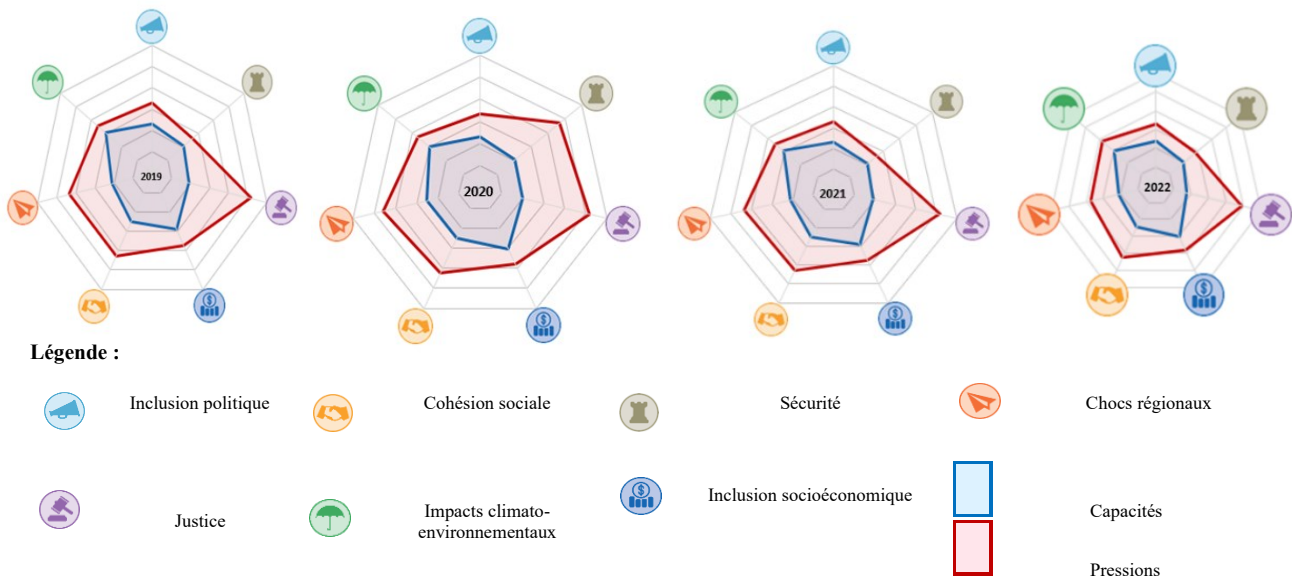 2019
2020
2021
2022
Légende :
Inclusion politique
Cohésion sociale
Sécurité
Chocs régionaux
Justice
Impacts climato-
environnementaux
Inclusion socioéconomique
Capacités
Pressions